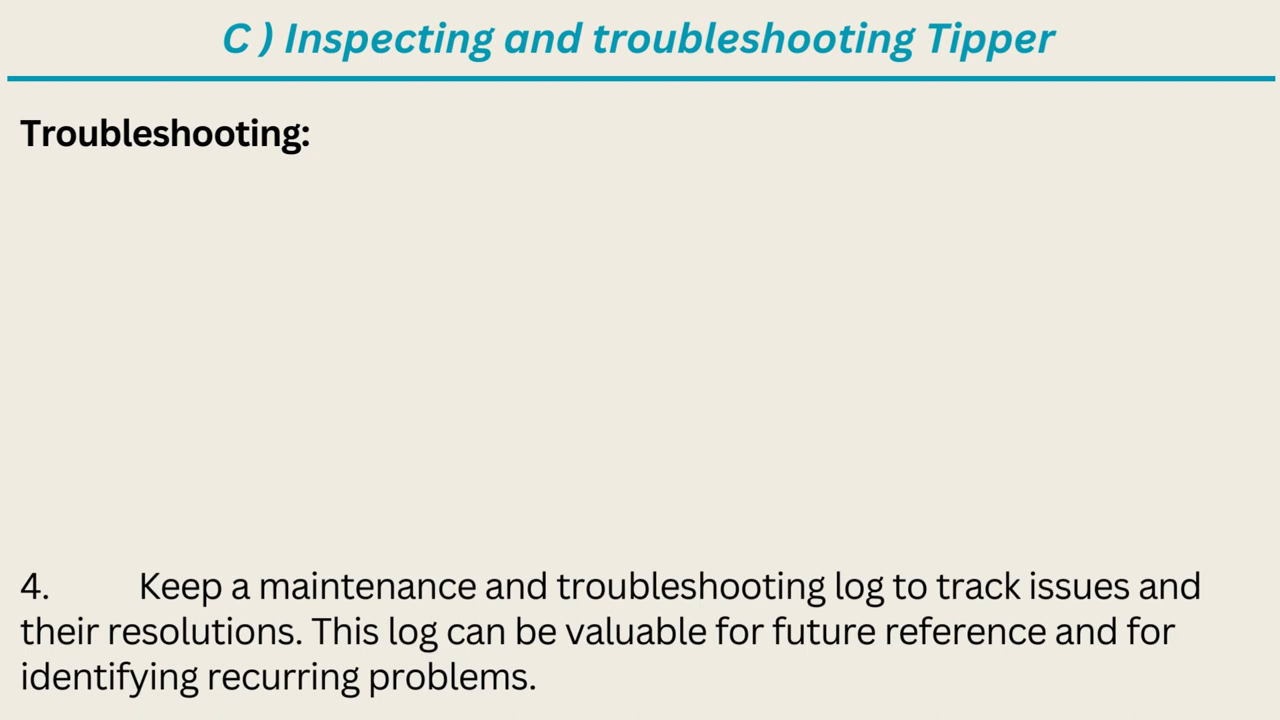 C ) Inspecting and troubleshooting Tipper
Troubleshooting:
4. Keep a maintenance and troubleshooting log to track issues and
their resolutions. This log can be valuable for future reference and for
identifying recurring problems.